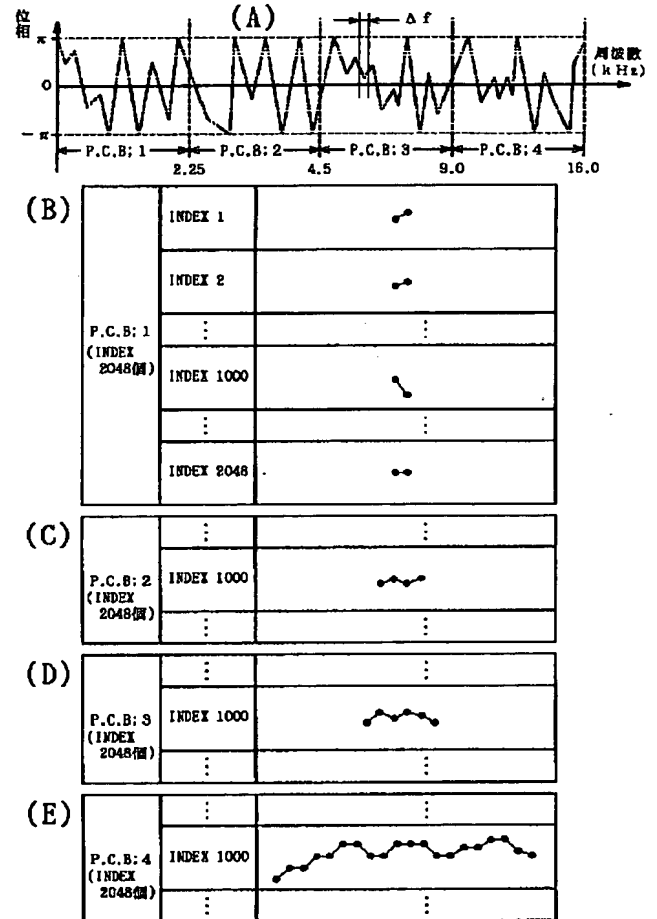 (A)
位相
π
0
-π
Δf
周波数
(kHz)
P.C.B; 1
P.C.B; 2
P.C.B; 3
P.C.B; 4
2.25
4.5
9.0
16.0
(B)
P.C.B; 1
(INDEX
2048個)
INDEX 1
INDEX 2
INDEX 1000
INDEX 2048
(C)
P.C.B; 2
(INDEX
2048個)
INDEX 1000
(D)
P.C.B; 3
(INDEX
2048個)
INDEX 1000
(E)
P.C.B; 4
(INDEX
2048個)
INDEX 1000